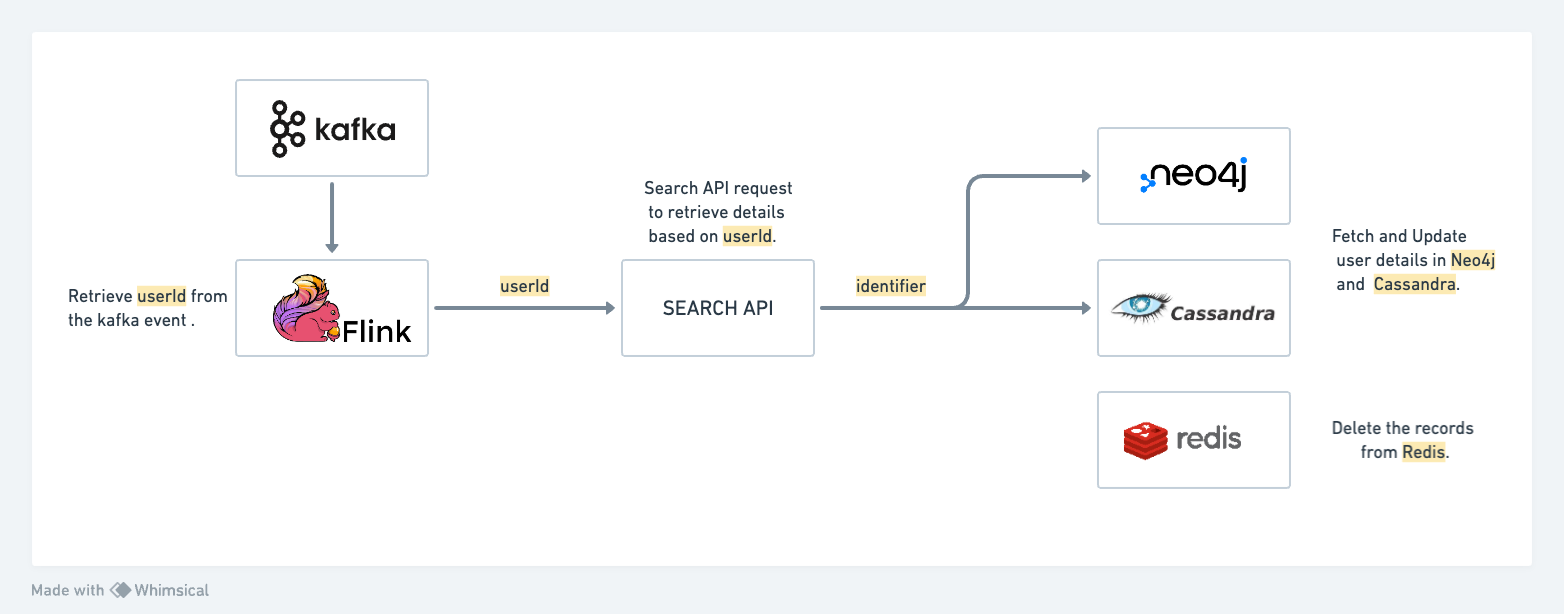 kafka
Search API request
to retrieve details
based on userId.
neo4j
Fetch and Update
user details in Neo4j
and Cassandra.
Retrieve userId from
the kafka event .
Flink
userId
SEARCH API
identifier
Cassandra
redis
Delete the records
from Redis.
Made with Whimsical